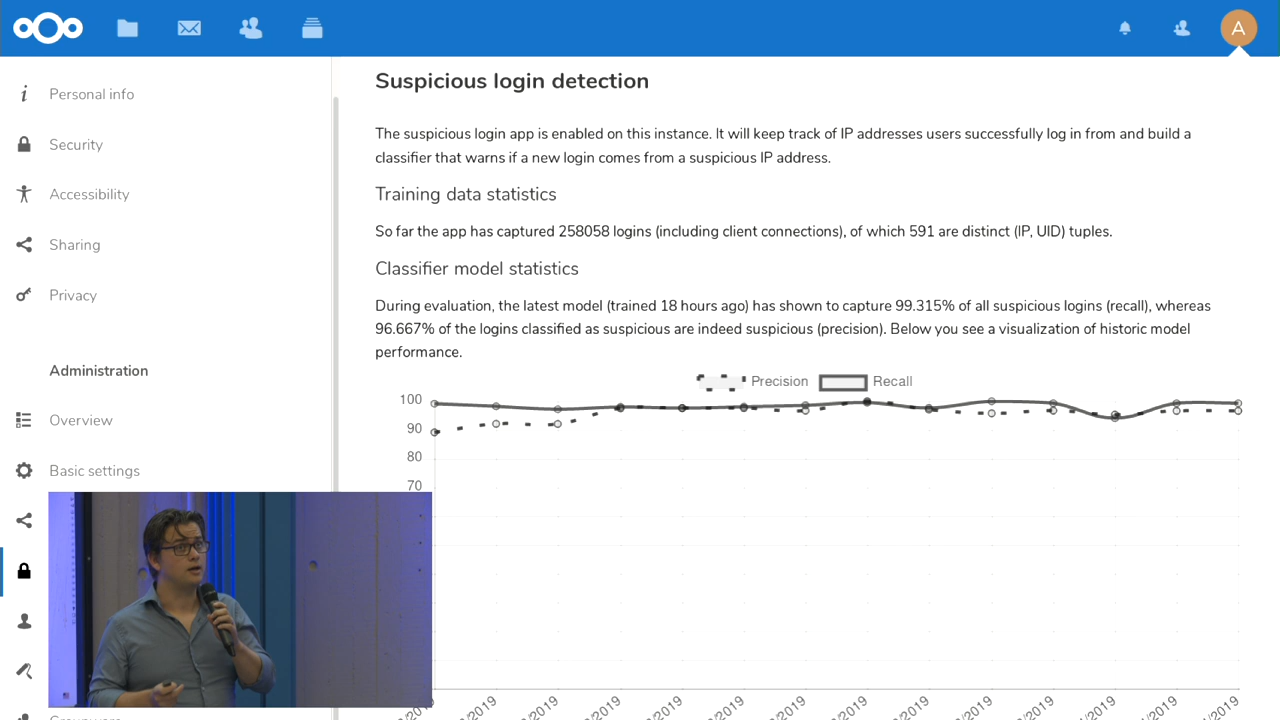 A
Personal info
Security
Accessibility
Sharing
Privacy
Administration
Overview
Basic settings
Suspicious login detection
The suspicious login app is enabled on this instance. It will keep track of IP addresses users successfully log in from and build a
classifier that warns if a new login comes from a suspicious IP address.
Training data statistics
So far the app has captured 258058 logins (including client connections), of which 591 are distinct (IP, UID) tuples.
Classifier model statistics
During evaluation, the latest model (trained 18 hours ago) has shown to capture 99.315% of all suspicious logins (recall), whereas
96.667% of the logins classified as suspicious are indeed suspicious (precision). Below you see a visualization of historic model
performance.
Precision Recall
100
90
80
70